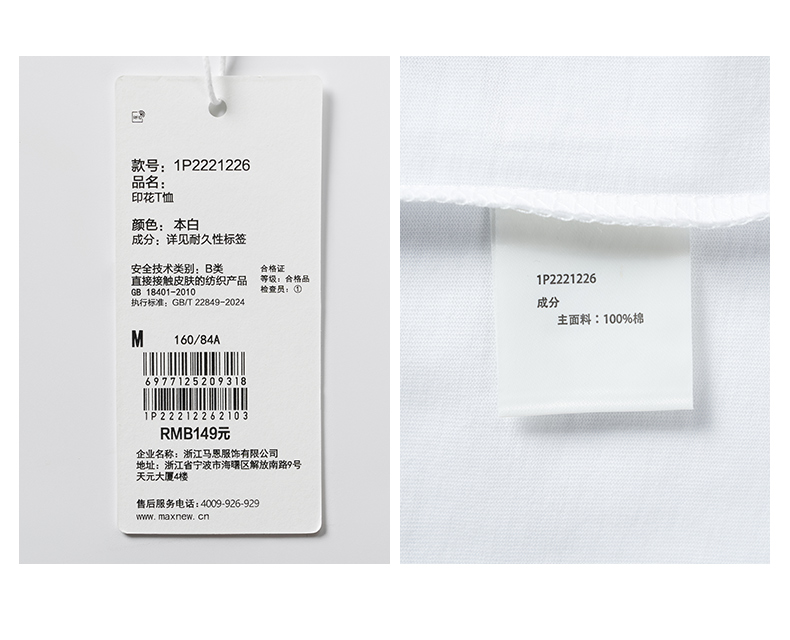 款号：1P2221226
品名：
印花T恤
颜色：本白
成分：详见耐久性标签
安全技术类别：B类
直接接触皮肤的纺织产品
GB 18401-2010
执行标准：GB/T 22849-2024
合格证
等级：合格品
检查员：①
M 160/84A
6977125209318
1P22212262103
RMB149元
企业名称：浙江马恩服饰有限公司
地址：浙江省宁波市海曙区解放南路9号
天元大厦4楼
售后服务电话：4009-926-929
www.maxnew.cn
1P2221226
成分
主面料：100%棉